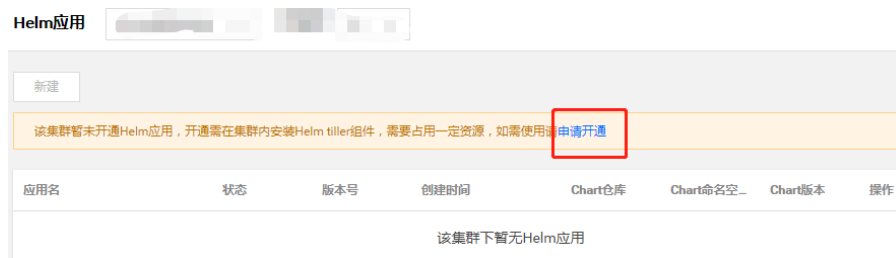 Helm应用
新建
该集群暂未开通Helm应用，开通需在集群内安装Helm tiller组件，需要占用一定资源，如需使用请申请开通
应用名 状态 版本号 创建时间 Chart仓库 Chart命名空... Chart版本 操作
该集群下暂无Helm应用